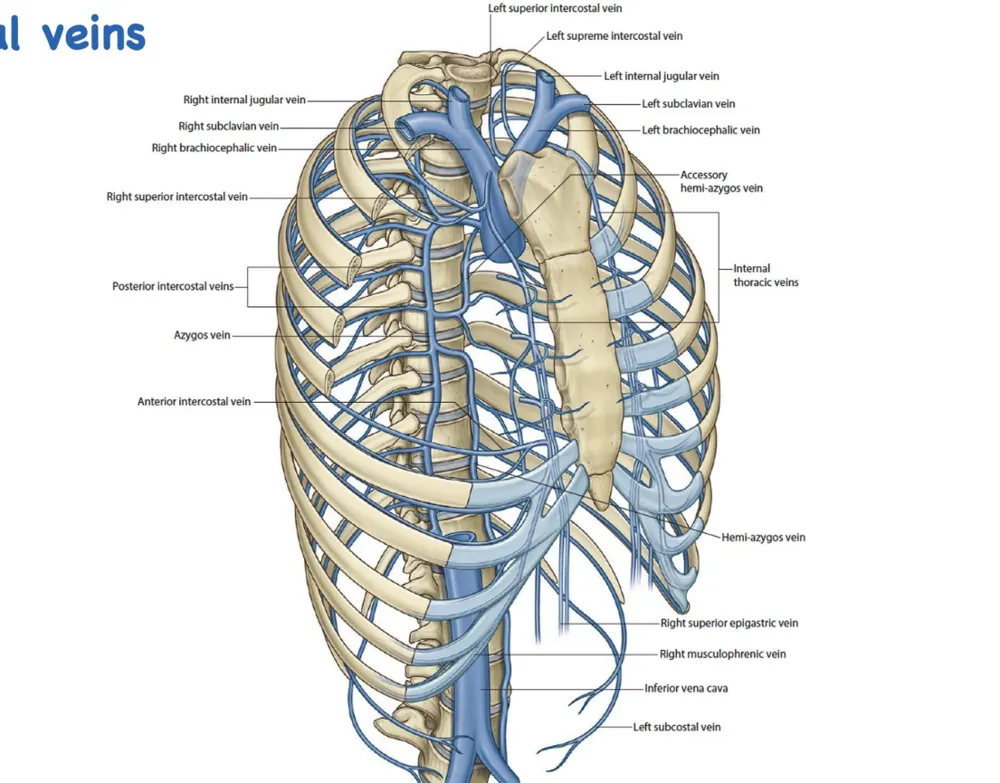 al veins
Left superior intercostal vein
Left supreme intercostal vein
Left internal jugular vein
Right internal jugular vein
Left subclavian vein
Right subclavian vein
Left brachiocephalic vein
Right brachiocephalic vein
Accessory
hemi-azygos vein
Right superior intercostal vein
Internal
thoracic veins
Posterior intercostal veins
Azygos vein
Anterior intercostal vein
Hemi-azygos vein
Right superior epigastric vein
Right musculophrenic vein
Inferior vena cava
Left subcostal vein